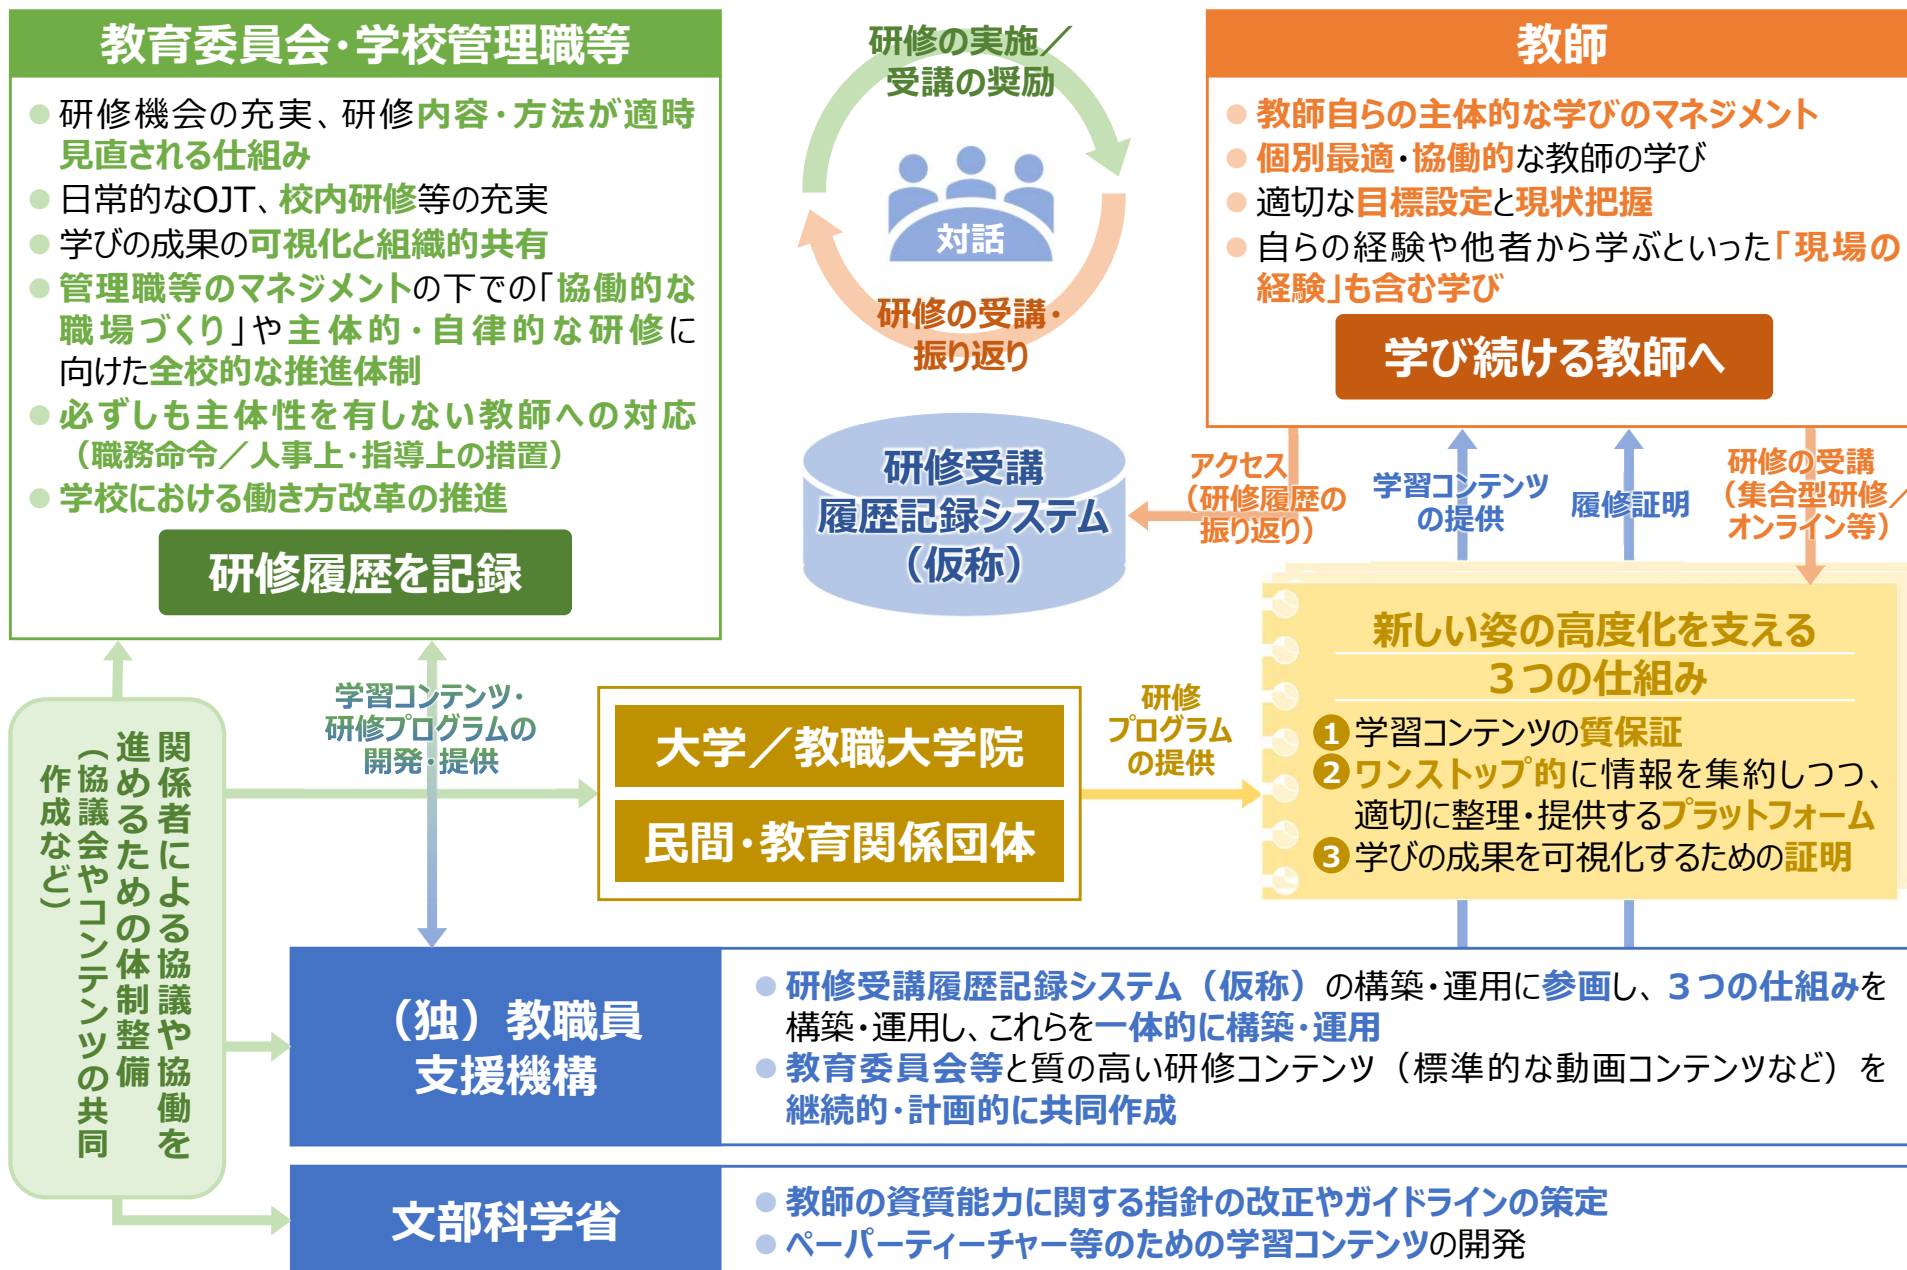 教育委員会・学校管理職等
● 研修機会の充実、研修内容・方法が適時
見直される仕組み
● 日常的なOJT、校内研修等の充実
● 学びの成果の可視化と組織的共有
● 管理職等のマネジメントの下での「協働的な
職場づくり」や主体的・自律的な研修に
向けた全校的な推進体制
● 必ずしも主体性を有しない教師への対応
（職務命令／人事上・指導上の措置）
● 学校における働き方改革の推進
研修履歴を記録
研修の実施／
受講の奨励
対話
研修の受講・
振り返り
教師
● 教師自らの主体的な学びのマネジメント
● 個別最適・協働的な教師の学び
● 適切な目標設定と現状把握
● 自らの経験や他者から学ぶといった「現場の
経験」も含む学び
学び続ける教師へ
研修受講
履歴記録システム
（仮称）
アクセス
（研修履歴の
振り返り）
学習コンテンツ
の提供
履修証明
研修の受講
（集合型研修／
オンライン等）
新しい姿の高度化を支える
３つの仕組み
❶学習コンテンツの質保証
❷ワンストップ的に情報を集約しつつ、
適切に整理・提供するプラットフォーム
❸学びの成果を可視化するための証明
学習コンテンツ・
研修プログラムの
開発・提供
大学／教職大学院
民間・教育関係団体
研修
プログラム
の提供
関係者による協議や協働を
進めるための体制整備
（協議会やコンテンツの共同
作成など）
（独）教職員
支援機構
● 研修受講履歴記録システム（仮称）の構築・運用に参画し、３つの仕組みを
構築・運用し、これらを一体的に構築・運用
● 教育委員会等と質の高い研修コンテンツ（標準的な動画コンテンツなど）を
継続的・計画的に共同作成
文部科学省
● 教師の資質能力に関する指針の改正やガイドラインの策定
● ペーパーティーチャー等のための学習コンテンツの開発